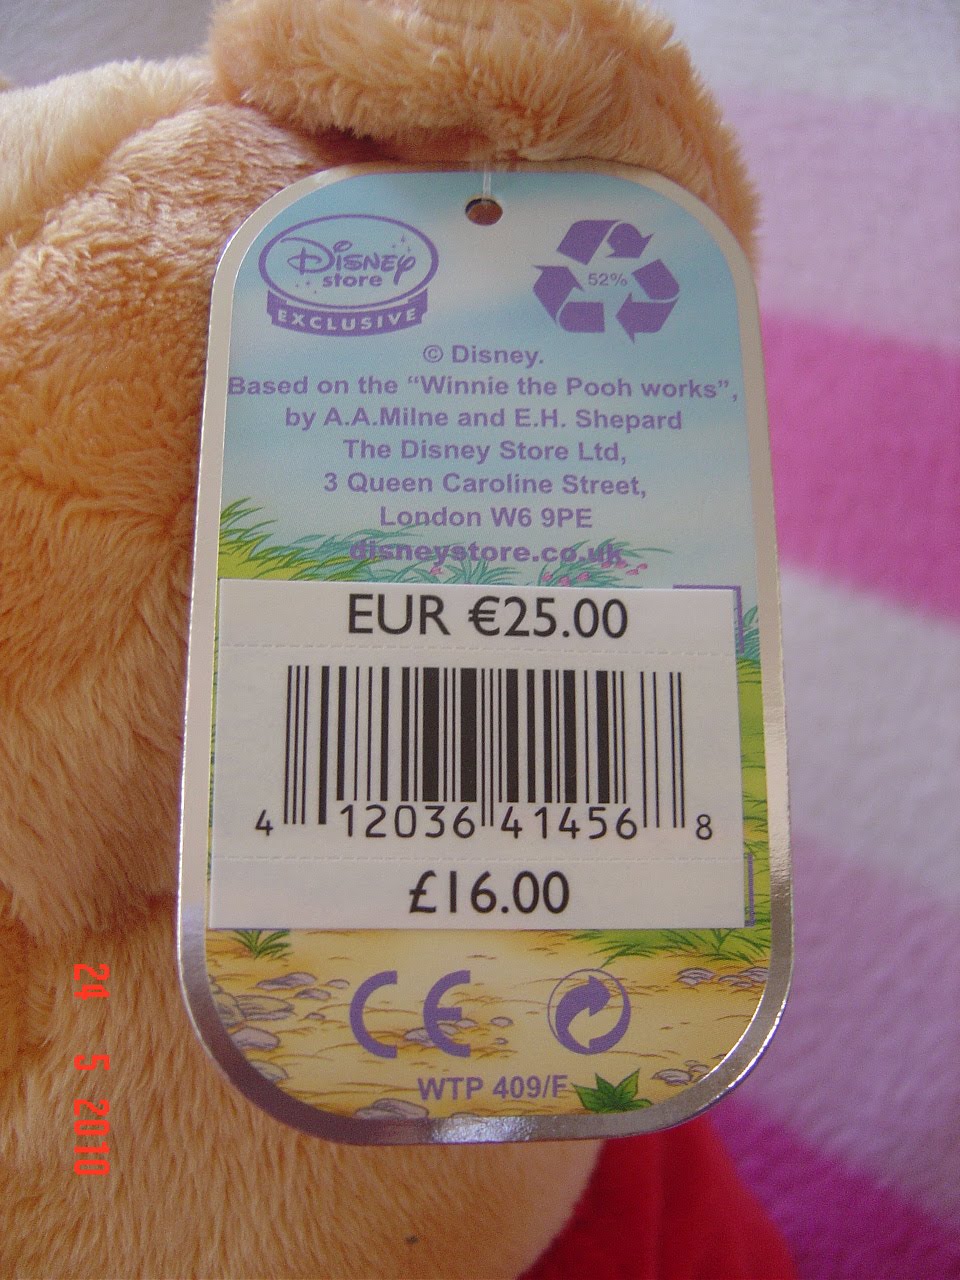 Disney
store
EXCLUSIVE
52%
© Disney.
Based on the “Winnie the Pooh works”,
by A.A.Milne and E.H. Shepard
The Disney Store Ltd,
3 Queen Caroline Street,
London W6 9PE
disneystore.co.uk
EUR €25.00
4 12036 41456 8
£16.00
CE
WTP 409/F
24 5 2010